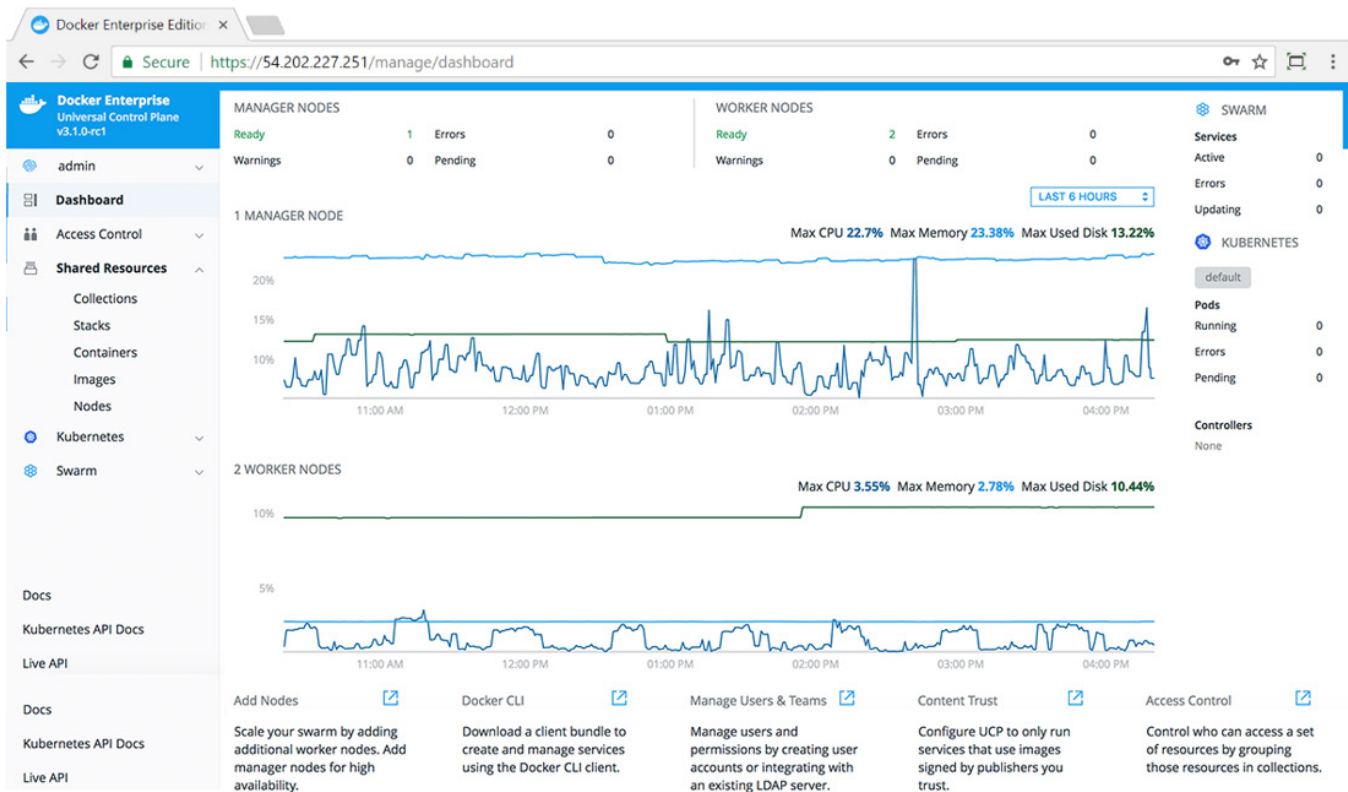 Docker Enterprise Edition
Secure
https://54.202.227.251/manage/dashboard
Docker Enterprise
Universal Control Plane
v3.1.0-rc1
admin
Dashboard
Access Control
Shared Resources
Collections
Stacks
Containers
Images
Nodes
Kubernetes
Swarm
Docs
Kubernetes API Docs
Live API
Docs
Kubernetes API Docs
Live API
MANAGER NODES
Ready 1 Errors 0
Warnings 0 Pending 0
WORKER NODES
Ready 2 Errors 0
Warnings 0 Pending 0
LAST 6 HOURS
1 MANAGER NODE
Max CPU 22.7% Max Memory 23.38% Max Used Disk 13.22%
20%
15%
10%
11:00 AM 12:00 PM 01:00 PM 02:00 PM 03:00 PM 04:00 PM
2 WORKER NODES
Max CPU 3.55% Max Memory 2.78% Max Used Disk 10.44%
10%
5%
11:00 AM 12:00 PM 01:00 PM 02:00 PM 03:00 PM 04:00 PM
SWARM
Services
Active 0
Errors 0
Updating 0
KUBERNETES
default
Pods
Running 0
Errors 0
Pending 0
Controllers
None
Add Nodes
Scale your swarm by adding
additional worker nodes. Add
manager nodes for high
availability.
Docker CLI
Download a client bundle to
create and manage services
using the Docker CLI client.
Manage Users & Teams
Manage users and
permissions by creating user
accounts or integrating with
an existing LDAP server.
Content Trust
Configure UCP to only run
services that use images
signed by publishers you
trust.
Access Control
Control who can access a set
of resources by grouping
those resources in collections.